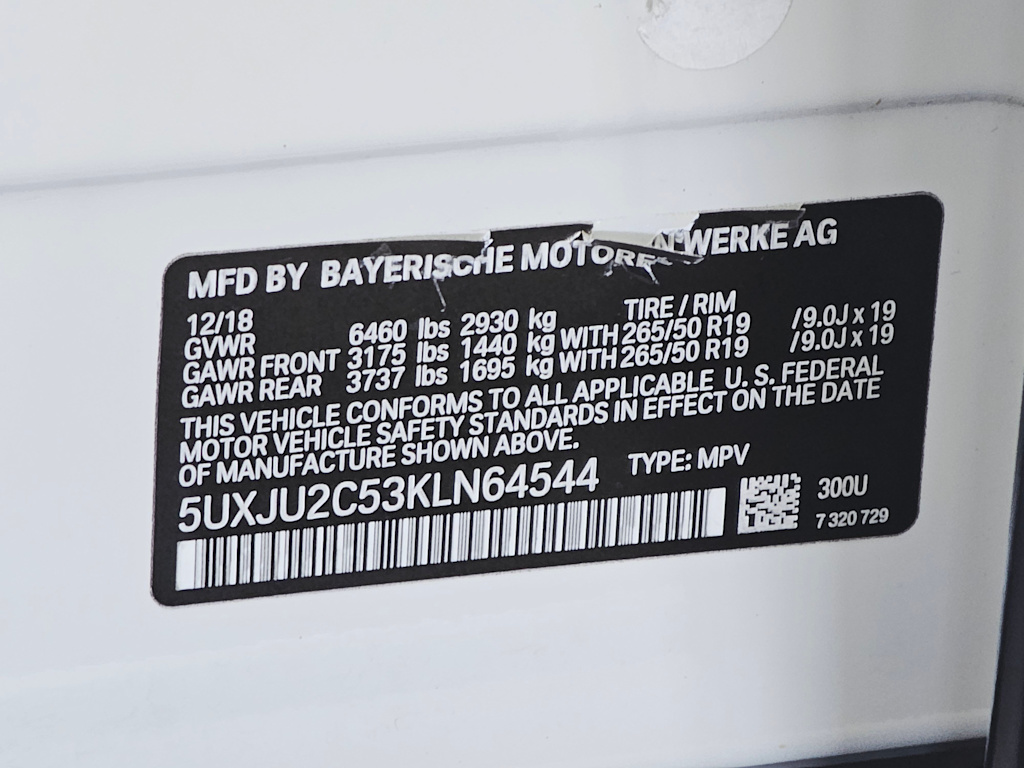 MFD BY BAYERISCHE MOTOREN WERKE AG
12/18 TIRE / RIM
GVWR 6460 lbs 2930 kg
GAWR FRONT 3175 lbs 1440 kg WITH 265/50 R19 /9.0J x 19
GAWR REAR 3737 lbs 1695 kg WITH 265/50 R19 /9.0J x 19
THIS VEHICLE CONFORMS TO ALL APPLICABLE U. S. FEDERAL
MOTOR VEHICLE SAFETY STANDARDS IN EFFECT ON THE DATE
OF MANUFACTURE SHOWN ABOVE.
5UXJU2C53KLN64544 TYPE: MPV
300U
7 320 729